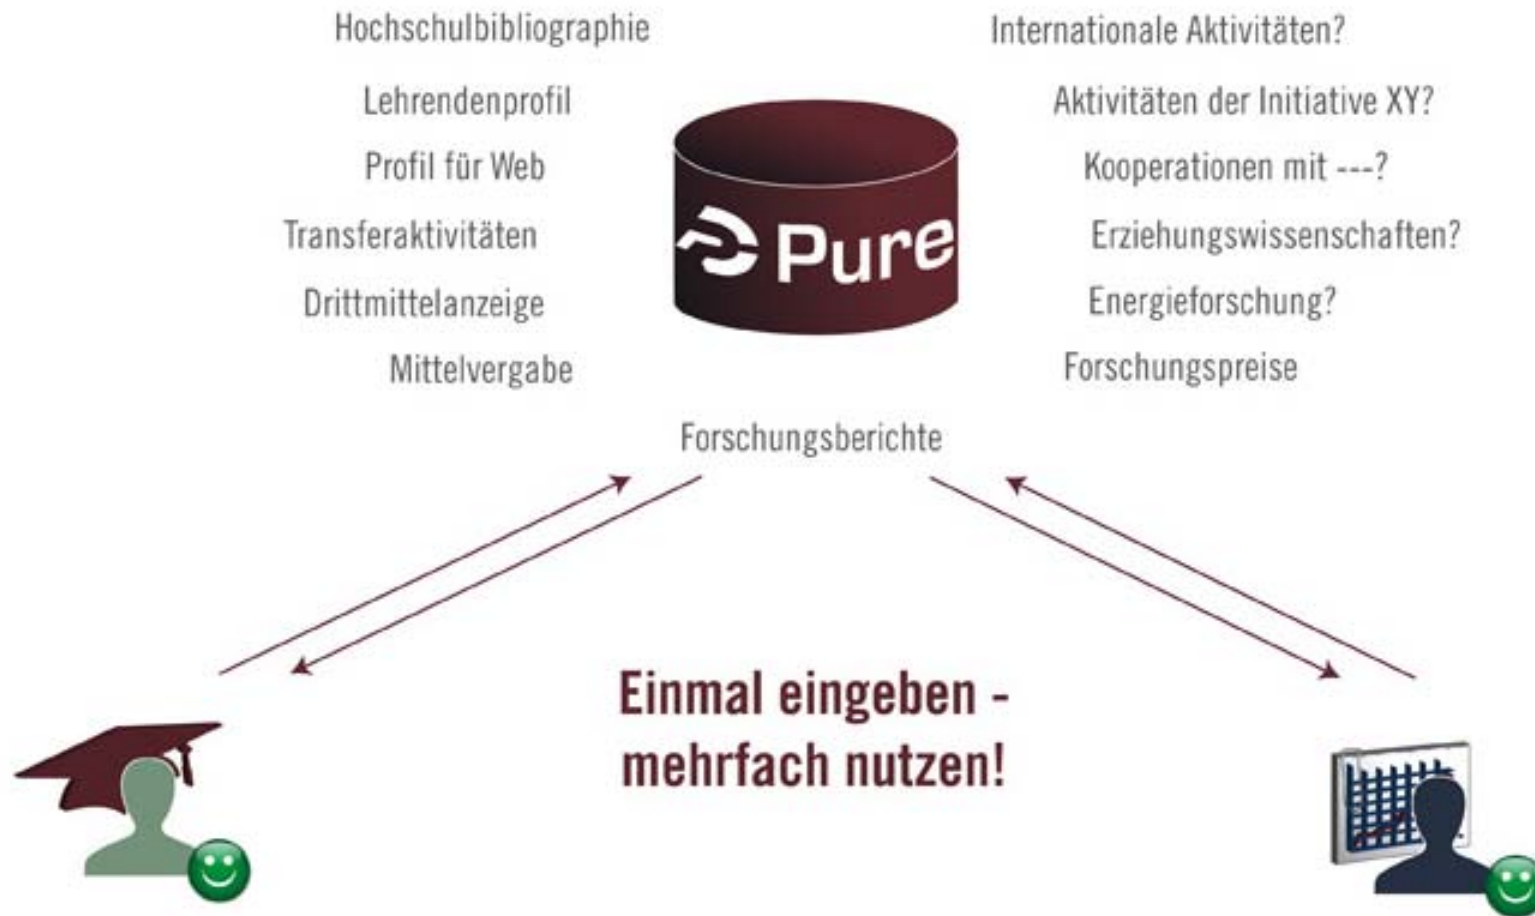 Hochschulbibliographie
Lehrendenprofil
Profil für Web
Transferaktivitäten
Drittmittelanzeige
Mittelvergabe
Pure
Internationale Aktivitäten?
Aktivitäten der Initiative XY?
Kooperationen mit ---?
Erziehungswissenschaften?
Energieforschung?
Forschungspreise
Forschungsberichte
Einmal eingeben -
mehrfach nutzen!